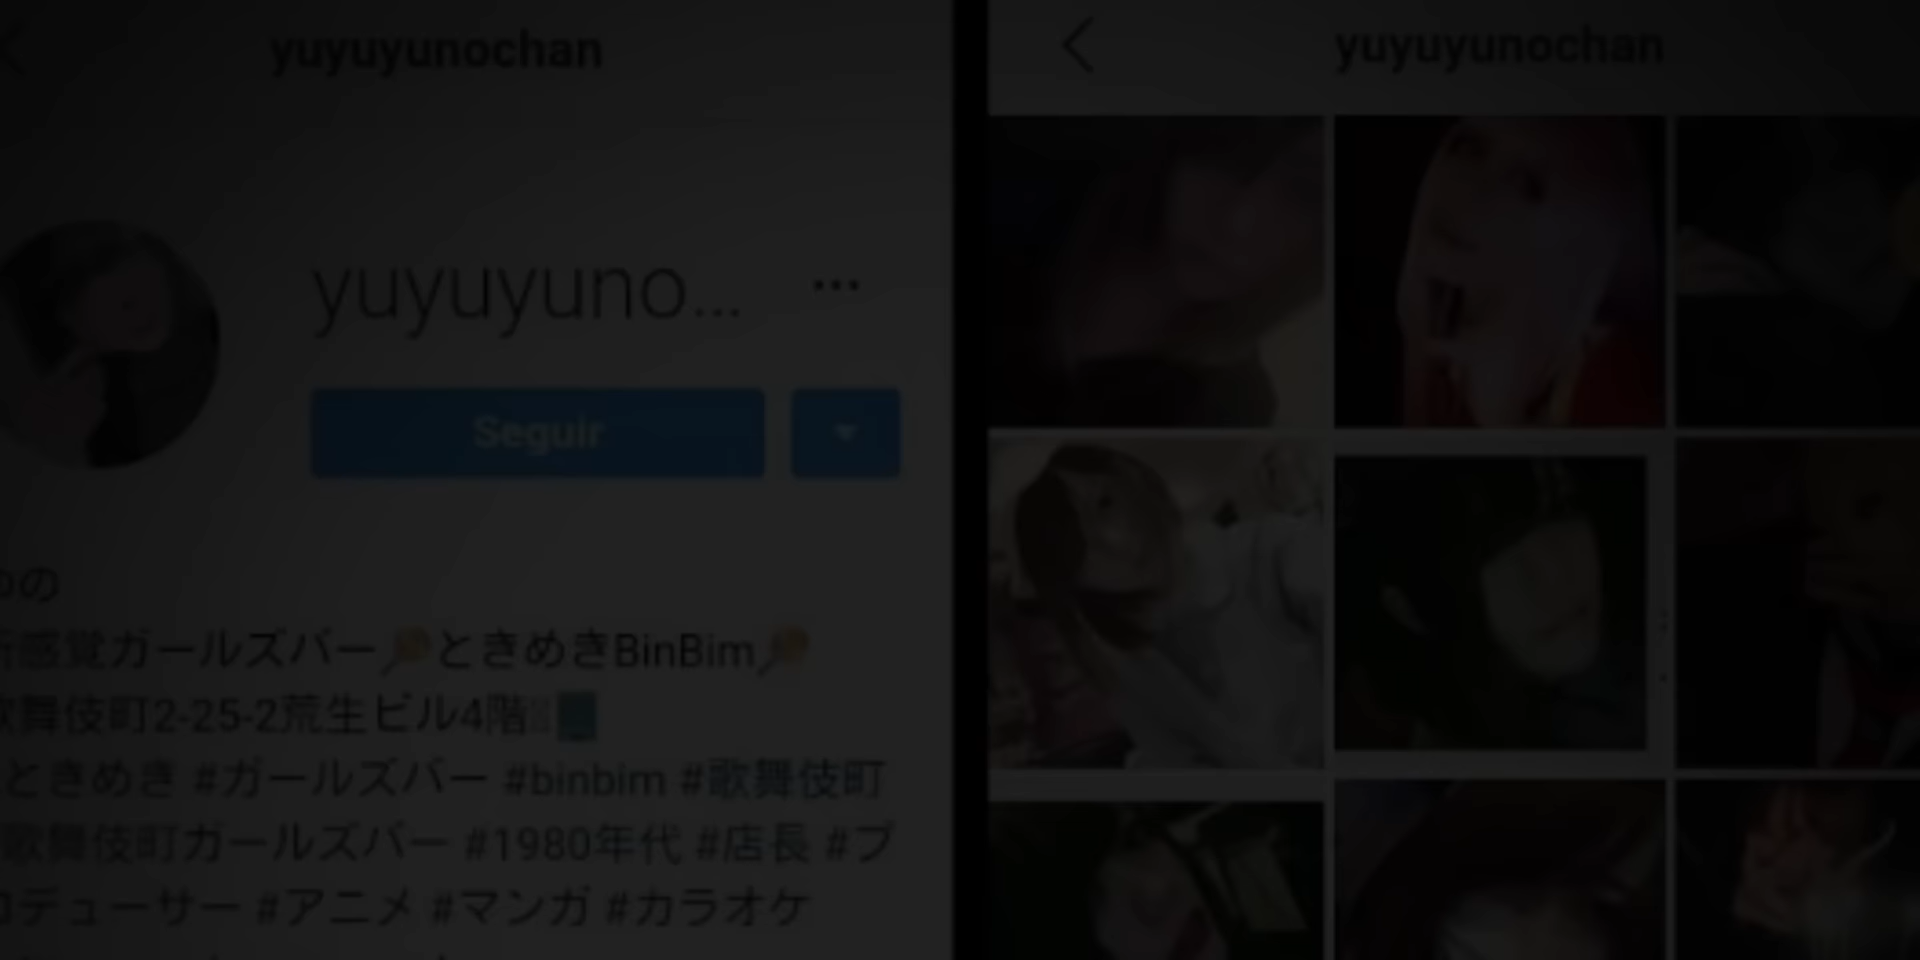 yuyuyunochan
yuyuyuno... ...
Seguir
の
感覚ガールズバー🎤ときめきBinBim🎤
舞伎町2-25-2荒生ビル4階
ときめき #ガールズバー #binbim #歌舞伎町
歌舞伎町ガールズバー #1980年代 #店長 #プ
デューサー #アニメ #マンガ #カラオケ
yuyuyunochan